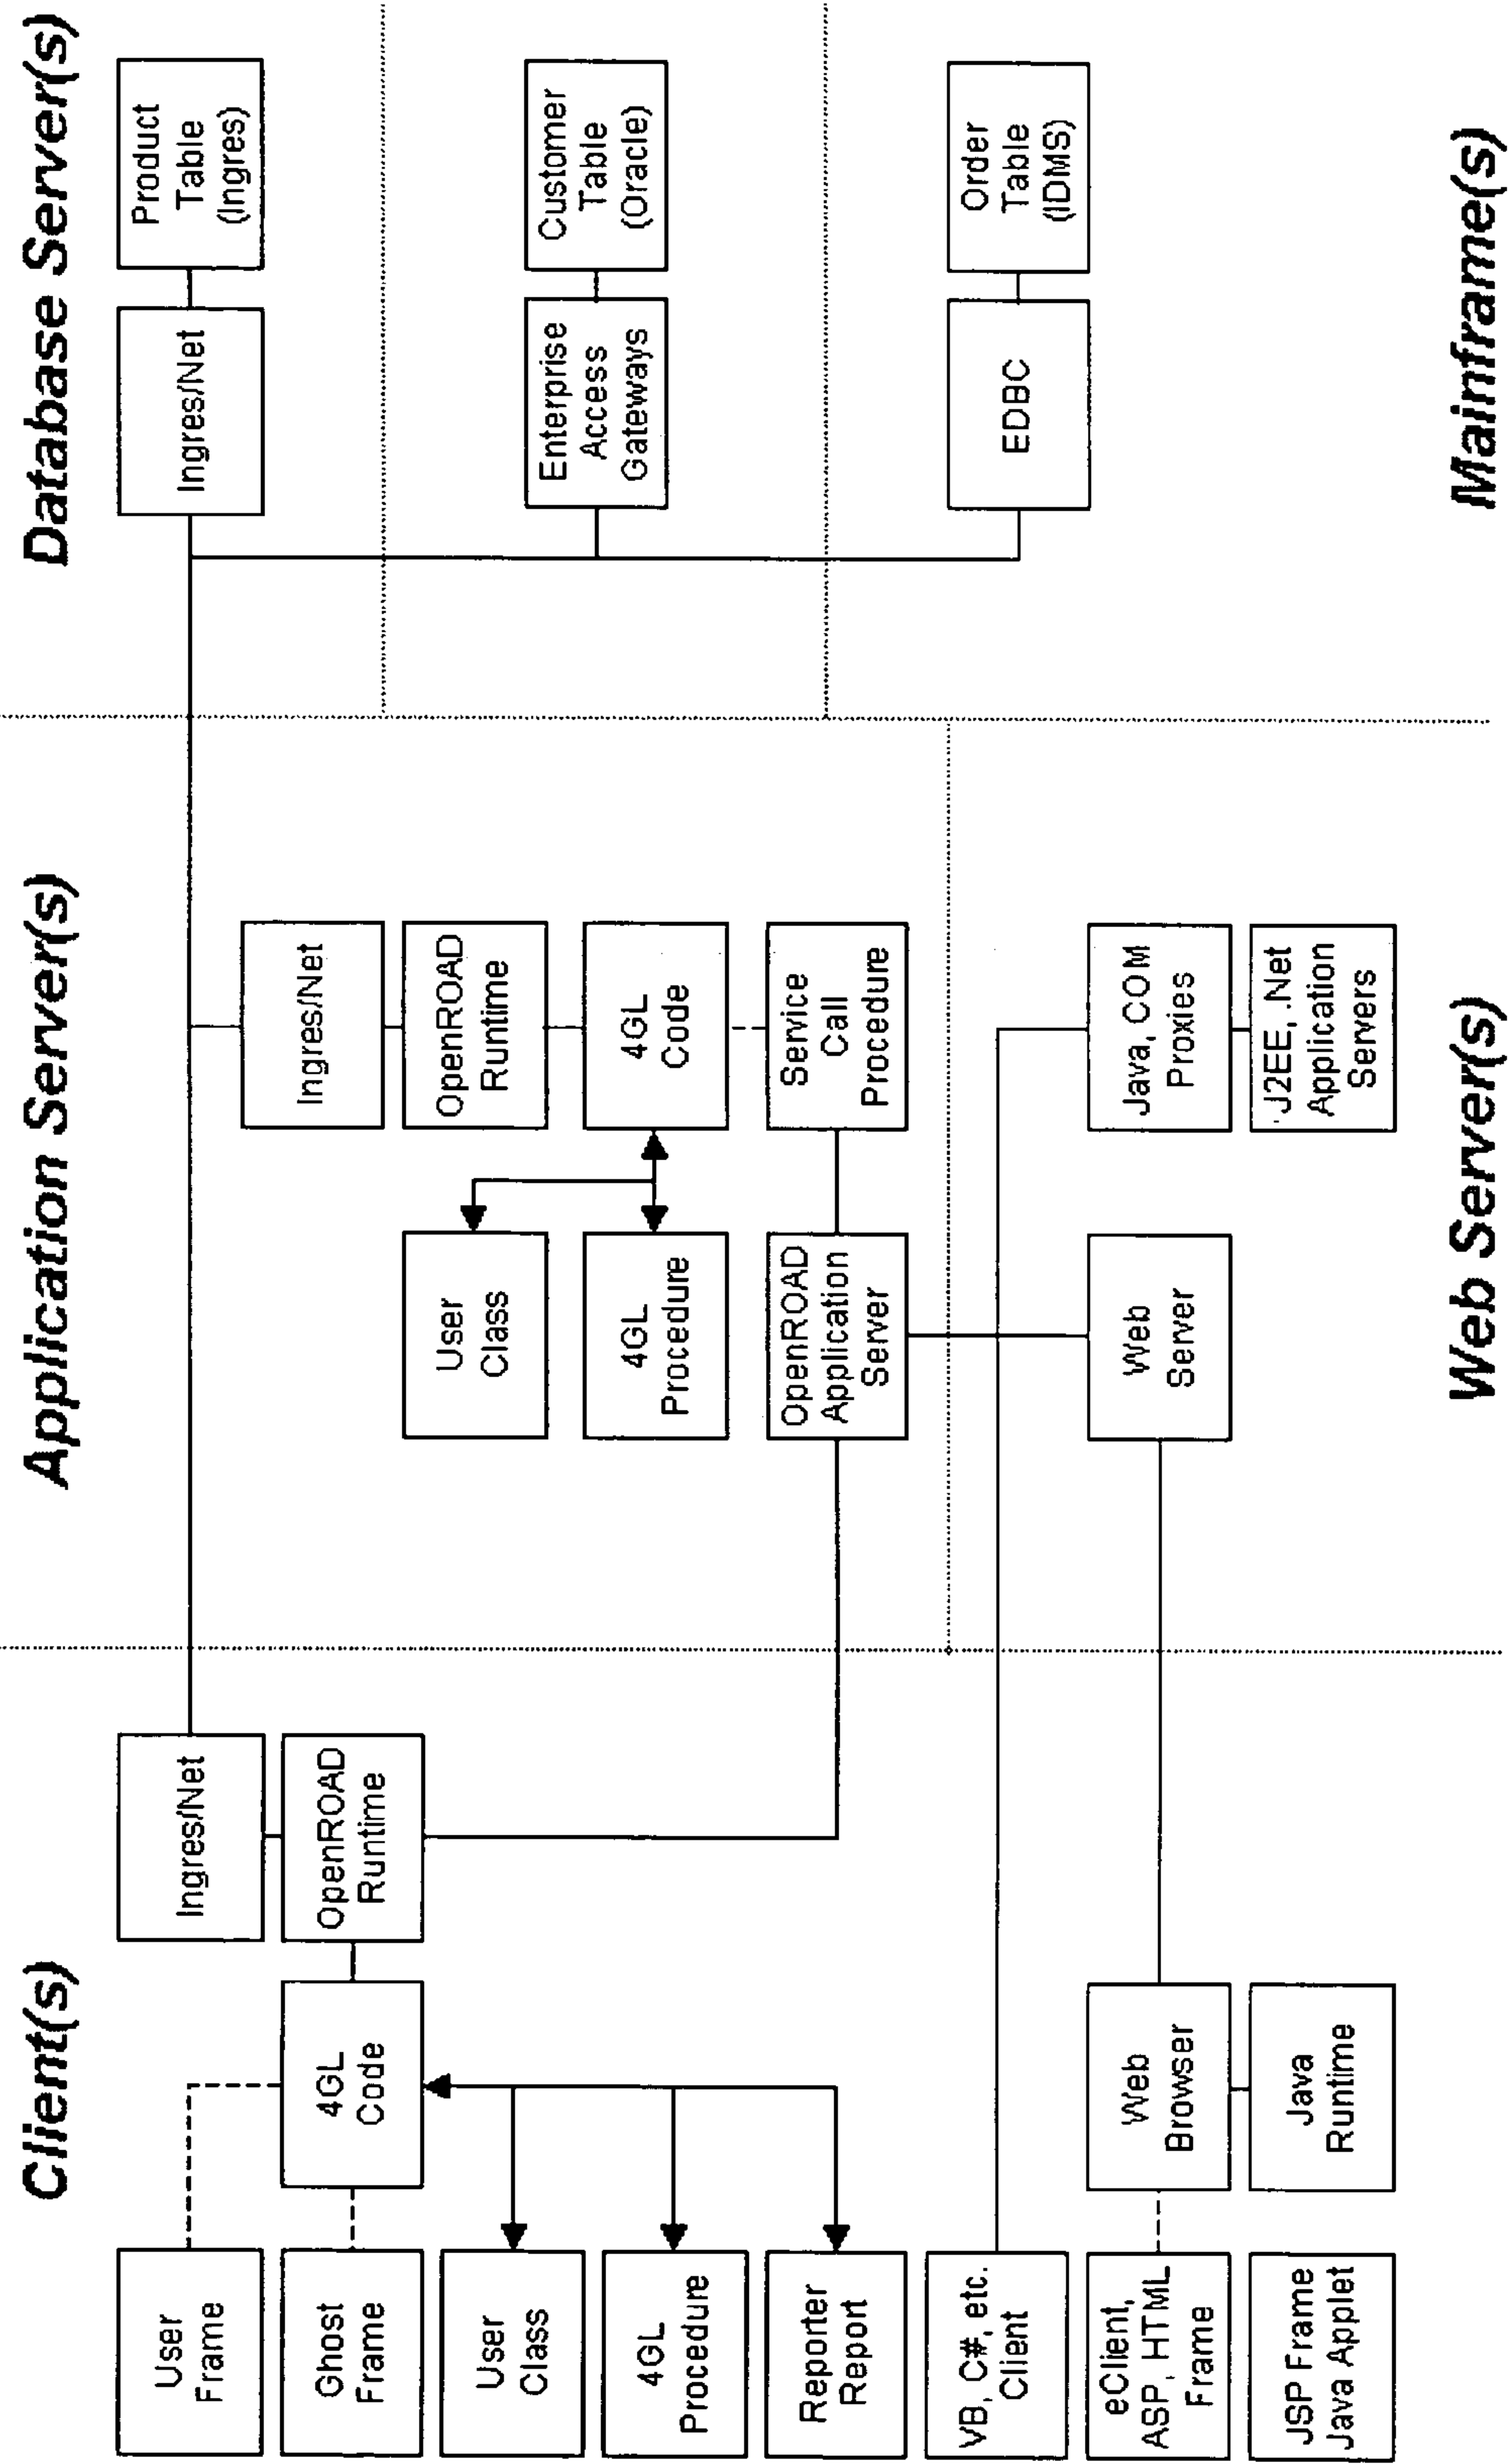 Client(s)
Application Server(s)
Database Server(s)
User
Frame
Ghost
Frame
User
Class
4GL
Procedure
Reporter
Report
VB, C#, etc.
Client
eClient,
ASP, HTML
Frame
JSP Frame
Java Applet
4GL
Code
Web
Browser
Java
Runtime
Ingres/Net
OpenROAD
Runtime
User
Class
4GL
Procedure
OpenROAD
Application
Server
Web
Server
Ingres/Net
OpenROAD
Runtime
4GL
Code
Service
Call
Procedure
Java, COM
Proxies
J2EE, .Net
Application
Servers
Ingres/Net
Enterprise
Access
Gateways
EDBC
Product
Table
(Ingres)
Customer
Table
(Oracle)
Order
Table
(IDMS)
Web Server(s)
Mainframe(s)